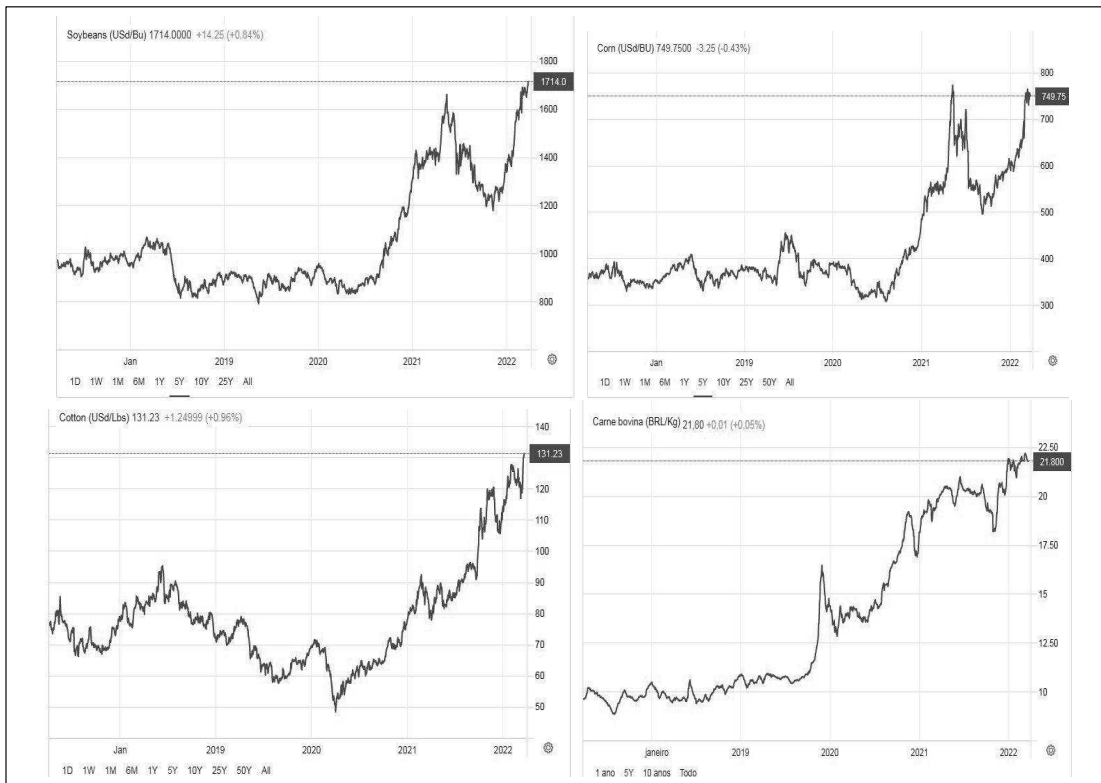 Soybeans (USd/Bu) 1714.0000 +14.25 (+0.84%)
1800
1714.0
1600
1400
1200
1000
800
Jan 2019 2020 2021 2022
1D 1W 1M 6M 1Y 5Y 10Y 25Y All
Corn (USd/BU) 749.7500 -3.25 (-0.43%)
800
749.75
700
600
500
400
300
Jan 2019 2020 2021 2022
1D 1W 1M 6M 1Y 5Y 10Y 25Y 50Y All
Cotton (USd/Lbs) 131.23 +1.24999 (+0.96%)
140
131.23
120
110
100
90
80
70
60
50
Jan 2019 2020 2021 2022
1D 1W 1M 6M 1Y 5Y 10Y 25Y 50Y All
Carne bovina (BRL/Kg) 21,80 +0,01 (+0,05%)
22.50
21.800
20
17.50
15
12.50
10
janeiro 2019 2020 2021 2022
1 ano 5Y 10 anos Todo